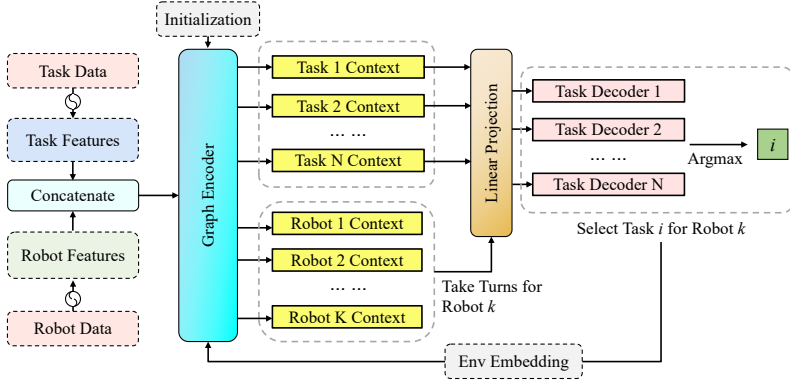 Initialization
Task Data
Task Features
Concatenate
Robot Features
Robot Data
Graph Encoder
Task 1 Context
Task 2 Context
... ...
Task N Context
Robot 1 Context
Robot 2 Context
... ...
Robot K Context
Linear Projection
Take Turns for
Robot k
Task Decoder 1
Task Decoder 2
... ...
Task Decoder N
Argmax
i
Select Task i for Robot k
Env Embedding